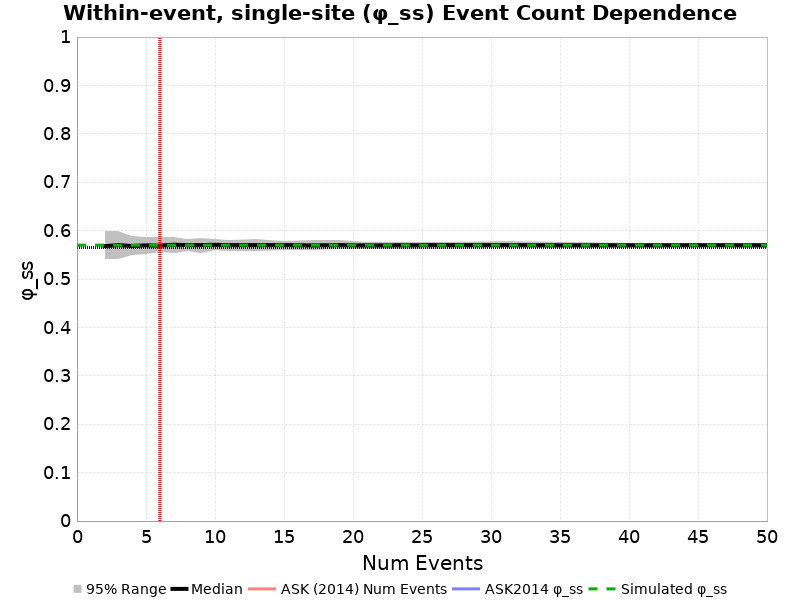 Within-event, single-site (φ_ss) Event Count Dependence
1
0.9
0.8
0.7
0.6
0.5
0.4
0.3
0.2
0.1
0
φ_ss
0 5 10 15 20 25 30 35 40 45 50
Num Events
95% Range Median ASK (2014) Num Events ASK2014 φ_ss Simulated φ_ss